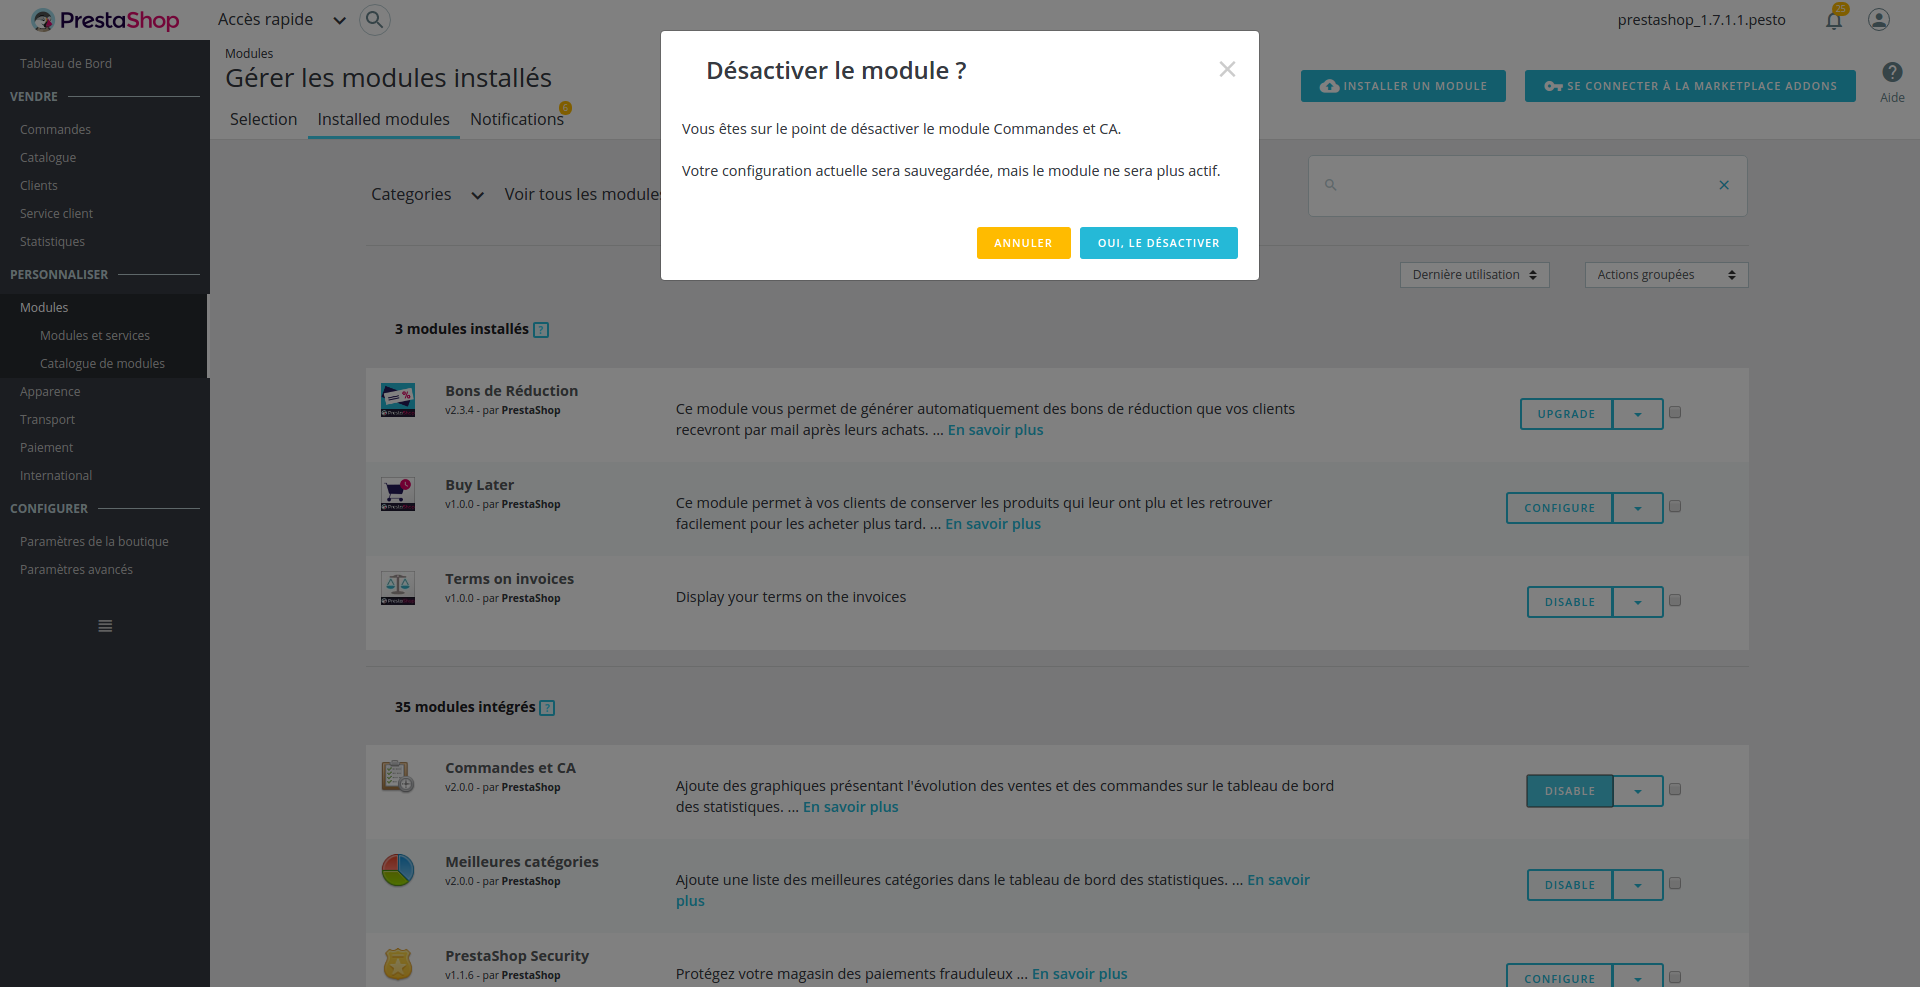 PrestaShop
Accès rapide
prestashop_1.7.1.1.pesto
25
Tableau de Bord
VENDRE
Commandes
Catalogue
Clients
Service client
Statistiques
PERSONNALISER
Modules
Modules et services
Catalogue de modules
Apparence
Transport
Paiement
International
CONFIGURER
Paramètres de la boutique
Paramètres avancés
Modules
Gérer les modules installés
INSTALLER UN MODULE
SE CONNECTER À LA MARKETPLACE ADDONS
?
Aide
Selection
Installed modules
Notifications
6
Désactiver le module ?
Vous êtes sur le point de désactiver le module Commandes et CA.
Votre configuration actuelle sera sauvegardée, mais le module ne sera plus actif.
ANNULER
OUI, LE DÉSACTIVER
Categories
Voir tous les module
Dernière utilisation
Actions groupées
3 modules installés ?
Bons de Réduction
v2.3.4 - par PrestaShop
Ce module vous permet de générer automatiquement des bons de réduction que vos clients
recevront par mail après leurs achats. ... En savoir plus
UPGRADE
Buy Later
v1.0.0 - par PrestaShop
Ce module permet à vos clients de conserver les produits qui leur ont plu et les retrouver
facilement pour les acheter plus tard. ... En savoir plus
CONFIGURE
Terms on invoices
v1.0.0 - par PrestaShop
Display your terms on the invoices
DISABLE
35 modules intégrés ?
Commandes et CA
v2.0.0 - par PrestaShop
Ajoute des graphiques présentant l'évolution des ventes et des commandes sur le tableau de bord
des statistiques. ... En savoir plus
DISABLE
Meilleures catégories
v2.0.0 - par PrestaShop
Ajoute une liste des meilleures catégories dans le tableau de bord des statistiques. ... En savoir
plus
DISABLE
PrestaShop Security
v1.1.6 - par PrestaShop
Protégez votre magasin des paiements frauduleux ... En savoir plus
CONFIGURE